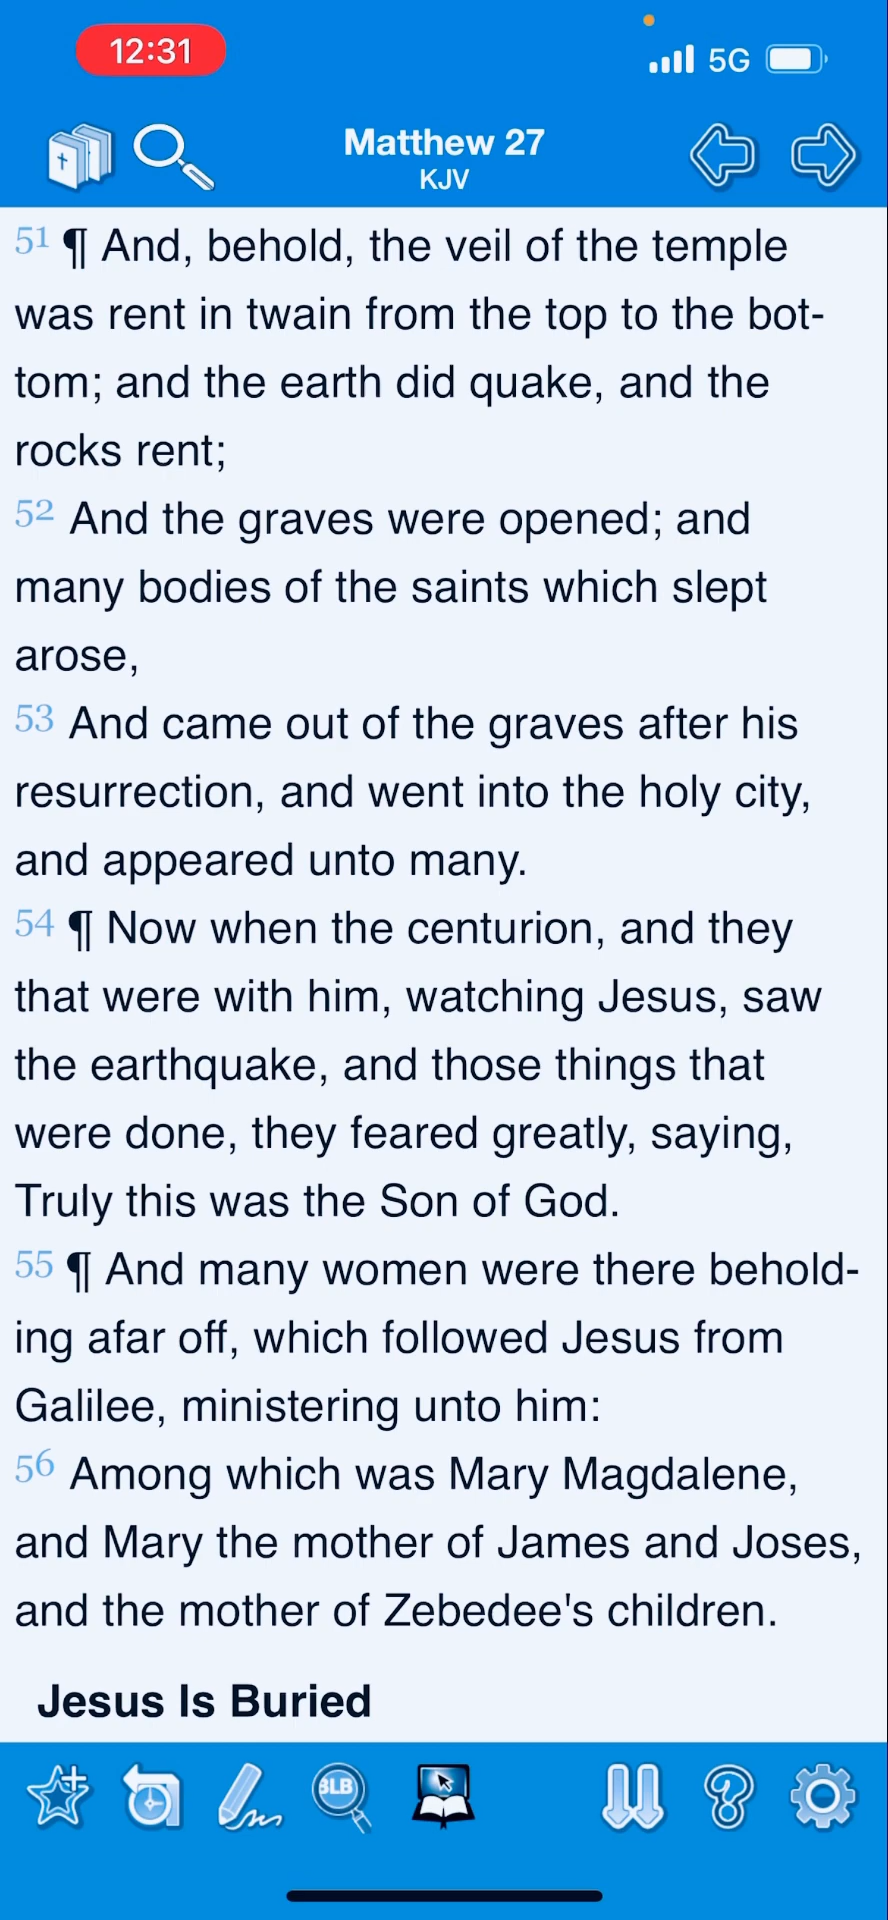 12:31
5G
Matthew 27
KJV
51 ¶ And, behold, the veil of the temple
was rent in twain from the top to the bot-
tom; and the earth did quake, and the
rocks rent;
52 And the graves were opened; and
many bodies of the saints which slept
arose,
53 And came out of the graves after his
resurrection, and went into the holy city,
and appeared unto many.
54 ¶ Now when the centurion, and they
that were with him, watching Jesus, saw
the earthquake, and those things that
were done, they feared greatly, saying,
Truly this was the Son of God.
55 ¶ And many women were there behold-
ing afar off, which followed Jesus from
Galilee, ministering unto him:
56 Among which was Mary Magdalene,
and Mary the mother of James and Joses,
and the mother of Zebedee's children.
Jesus Is Buried
BLB